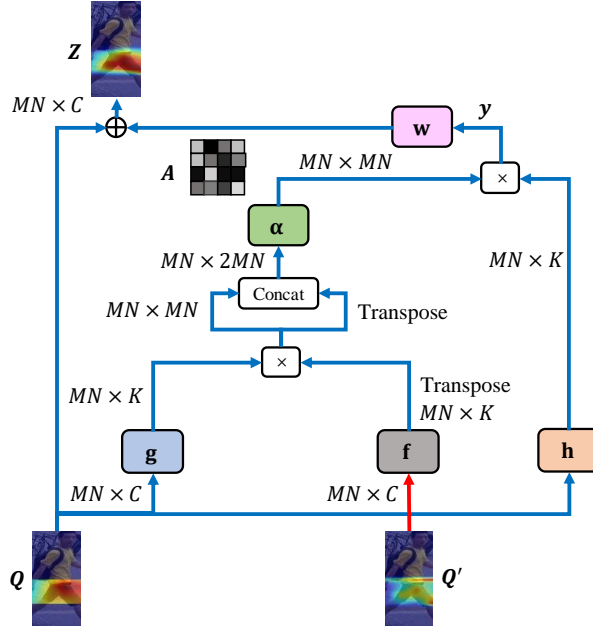 Z
MN × C
w
y
A
MN × MN
×
α
MN × 2MN
MN × K
Concat
MN × MN
Transpose
×
Transpose
MN × K
MN × K
g
f
h
MN × C
MN × C
Q
Q′